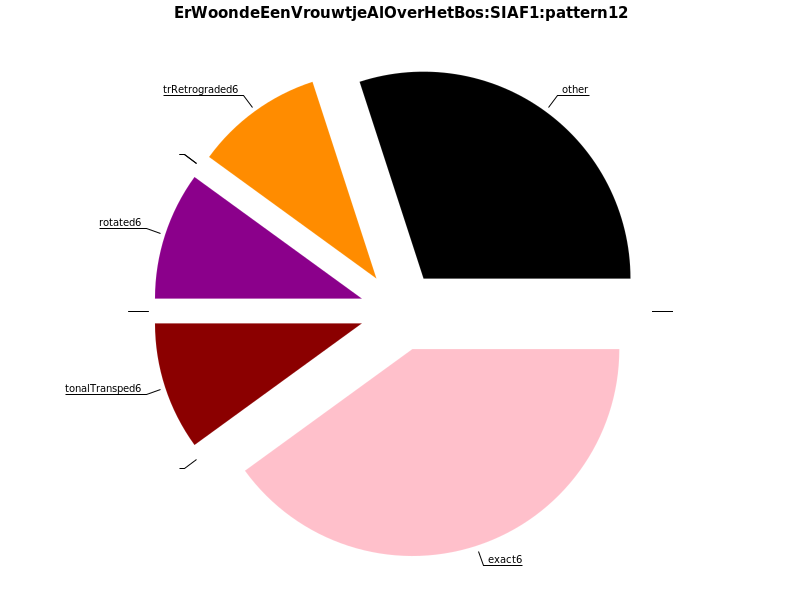 ErWoondeEenVrouwtjeAlOverHetBos:SIAF1:pattern12
trRetrograded6
other
rotated6
tonalTransped6
exact6